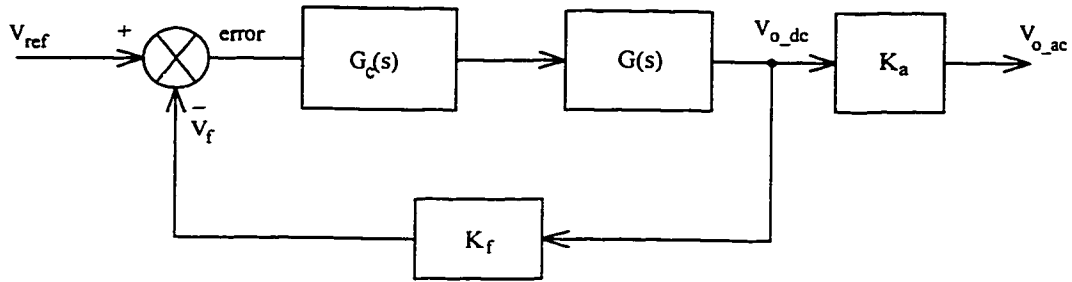 V_ref
+
error
G_c(s)
G(s)
V_o_dc
K_a
V_o_ac
−
V_f
K_f